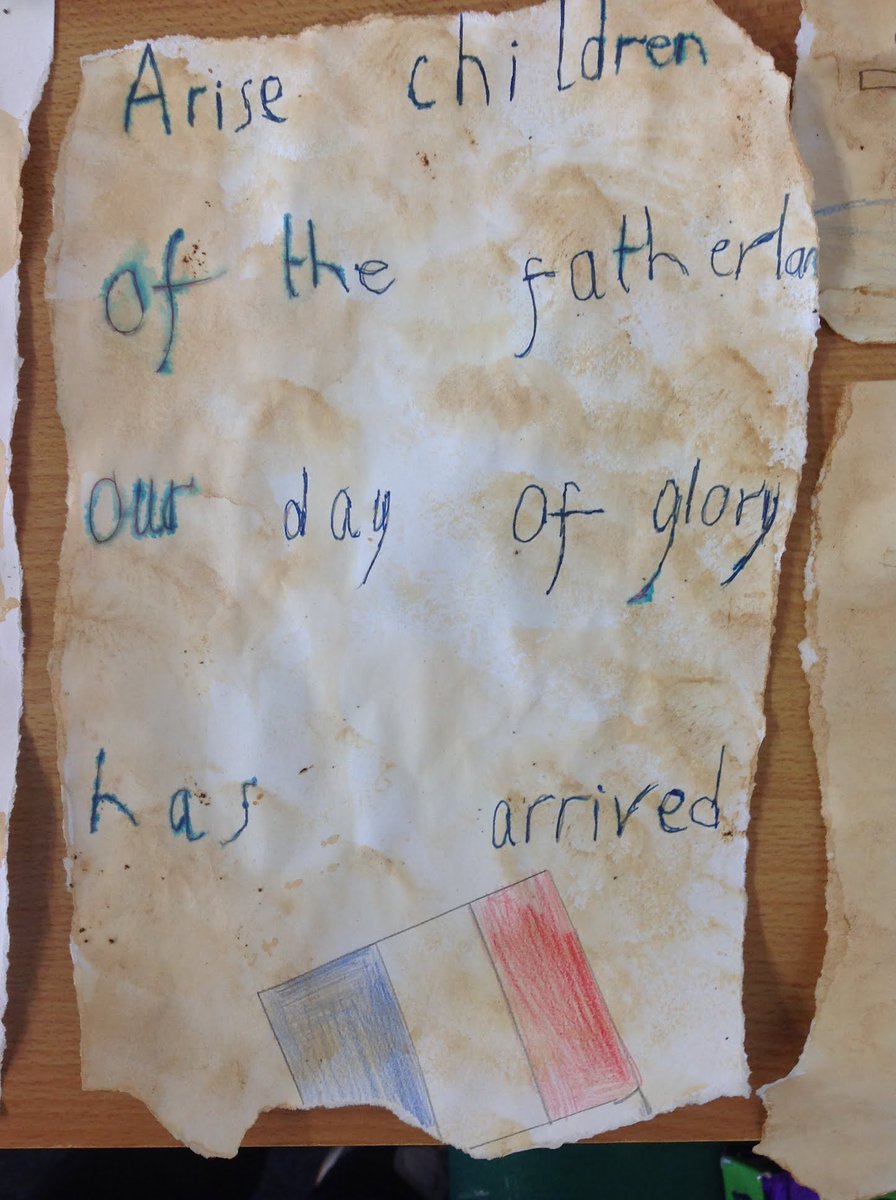 Arise children
of the fatherlan
our day of glory
has arrived